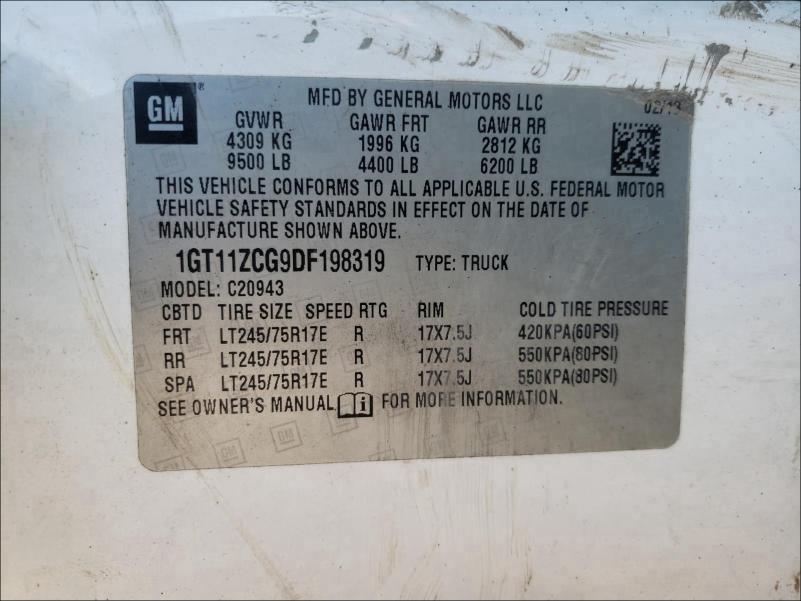 GM ®
MFD BY GENERAL MOTORS LLC
02/13
GVWR GAWR FRT GAWR RR
4309 KG 1996 KG 2812 KG
9500 LB 4400 LB 6200 LB
THIS VEHICLE CONFORMS TO ALL APPLICABLE U.S. FEDERAL MOTOR
VEHICLE SAFETY STANDARDS IN EFFECT ON THE DATE OF
MANUFACTURE SHOWN ABOVE.
1GT11ZCG9DF198319 TYPE: TRUCK
MODEL: C20943
CBTD TIRE SIZE SPEED RTG RIM COLD TIRE PRESSURE
FRT LT245/75R17E R 17X7.5J 420KPA(60PSI)
RR LT245/75R17E R 17X7.5J 550KPA(80PSI)
SPA LT245/75R17E R 17X7.5J 550KPA(80PSI)
SEE OWNER'S MANUAL i FOR MORE INFORMATION.